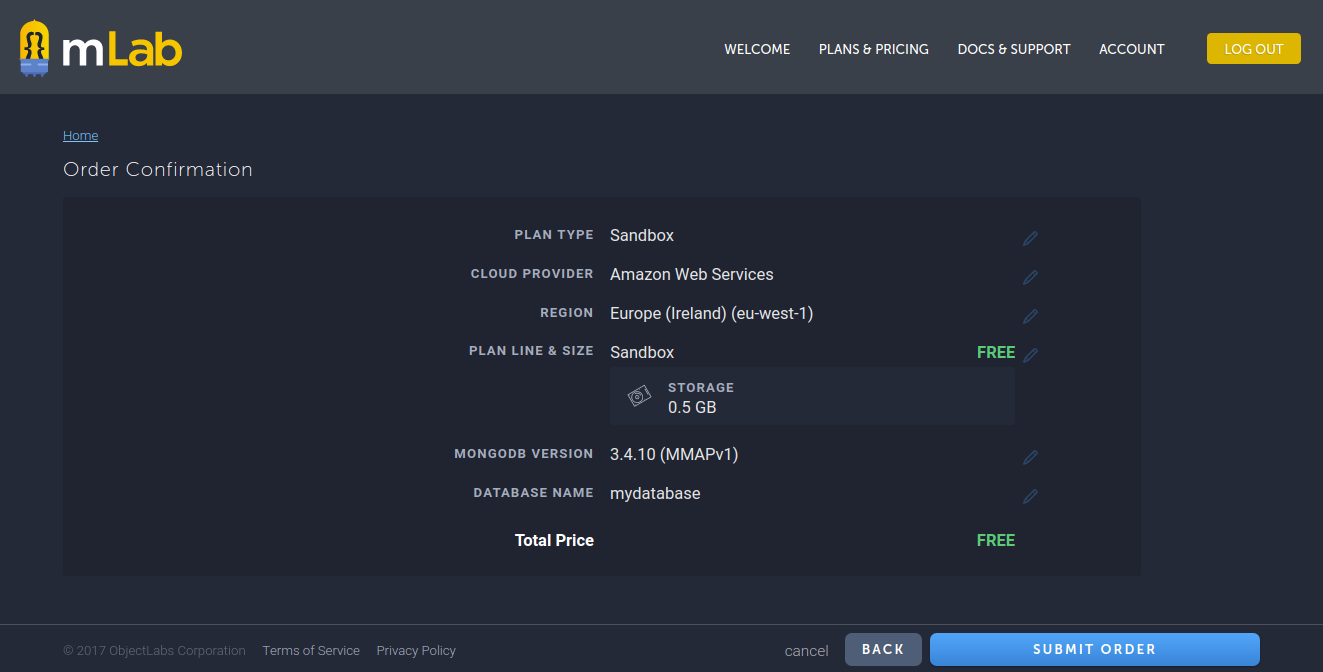 mLab
WELCOME PLANS & PRICING DOCS & SUPPORT ACCOUNT LOG OUT
Home
Order Confirmation
PLAN TYPE Sandbox
CLOUD PROVIDER Amazon Web Services
REGION Europe (Ireland) (eu-west-1)
PLAN LINE & SIZE Sandbox FREE
STORAGE
0.5 GB
MONGODB VERSION 3.4.10 (MMAPv1)
DATABASE NAME mydatabase
Total Price FREE
© 2017 ObjectLabs Corporation Terms of Service Privacy Policy cancel BACK SUBMIT ORDER